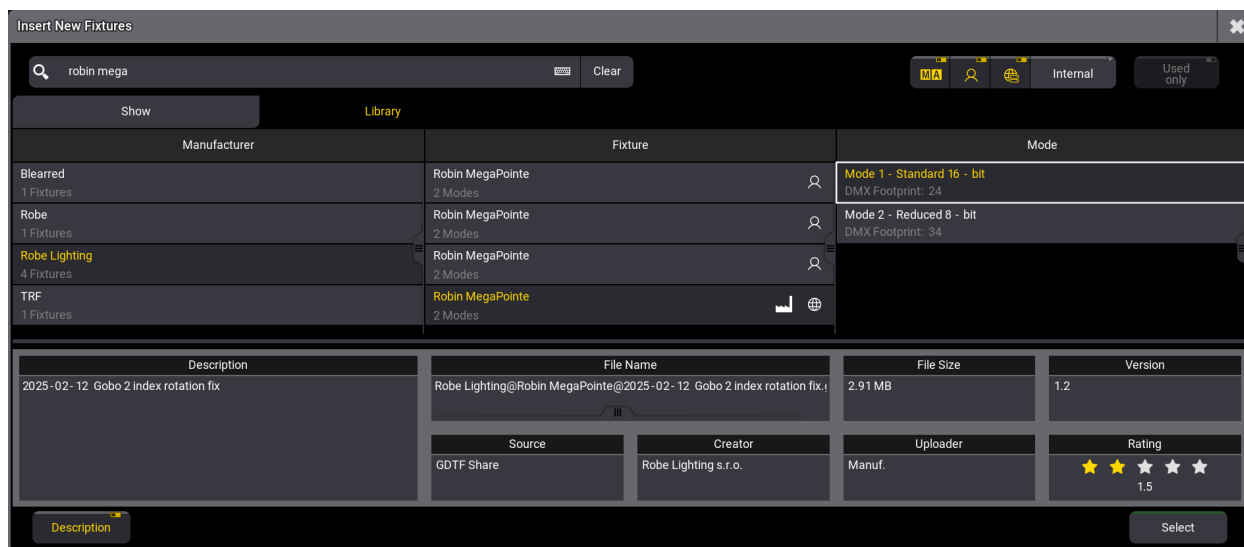 Insert New Fixtures
robin mega
Clear
MA
Internal
Used only
Show
Library
Manufacturer
Fixture
Mode
Blearred
1 Fixtures
Robin MegaPointe
2 Modes
Mode 1 - Standard 16 - bit
DMX Footprint: 24
Robe
1 Fixtures
Robin MegaPointe
2 Modes
Mode 2 - Reduced 8 - bit
DMX Footprint: 34
Robe Lighting
4 Fixtures
Robin MegaPointe
2 Modes
TRF
1 Fixtures
Robin MegaPointe
2 Modes
Description
File Name
File Size
Version
2025-02-12 Gobo 2 index rotation fix
Robe Lighting@Robin MegaPointe@2025-02-12 Gobo 2 index rotation fix.
2.91 MB
1.2
Source
Creator
Uploader
Rating
GDTF Share
Robe Lighting s.r.o.
Manuf.
1.5
Description
Select